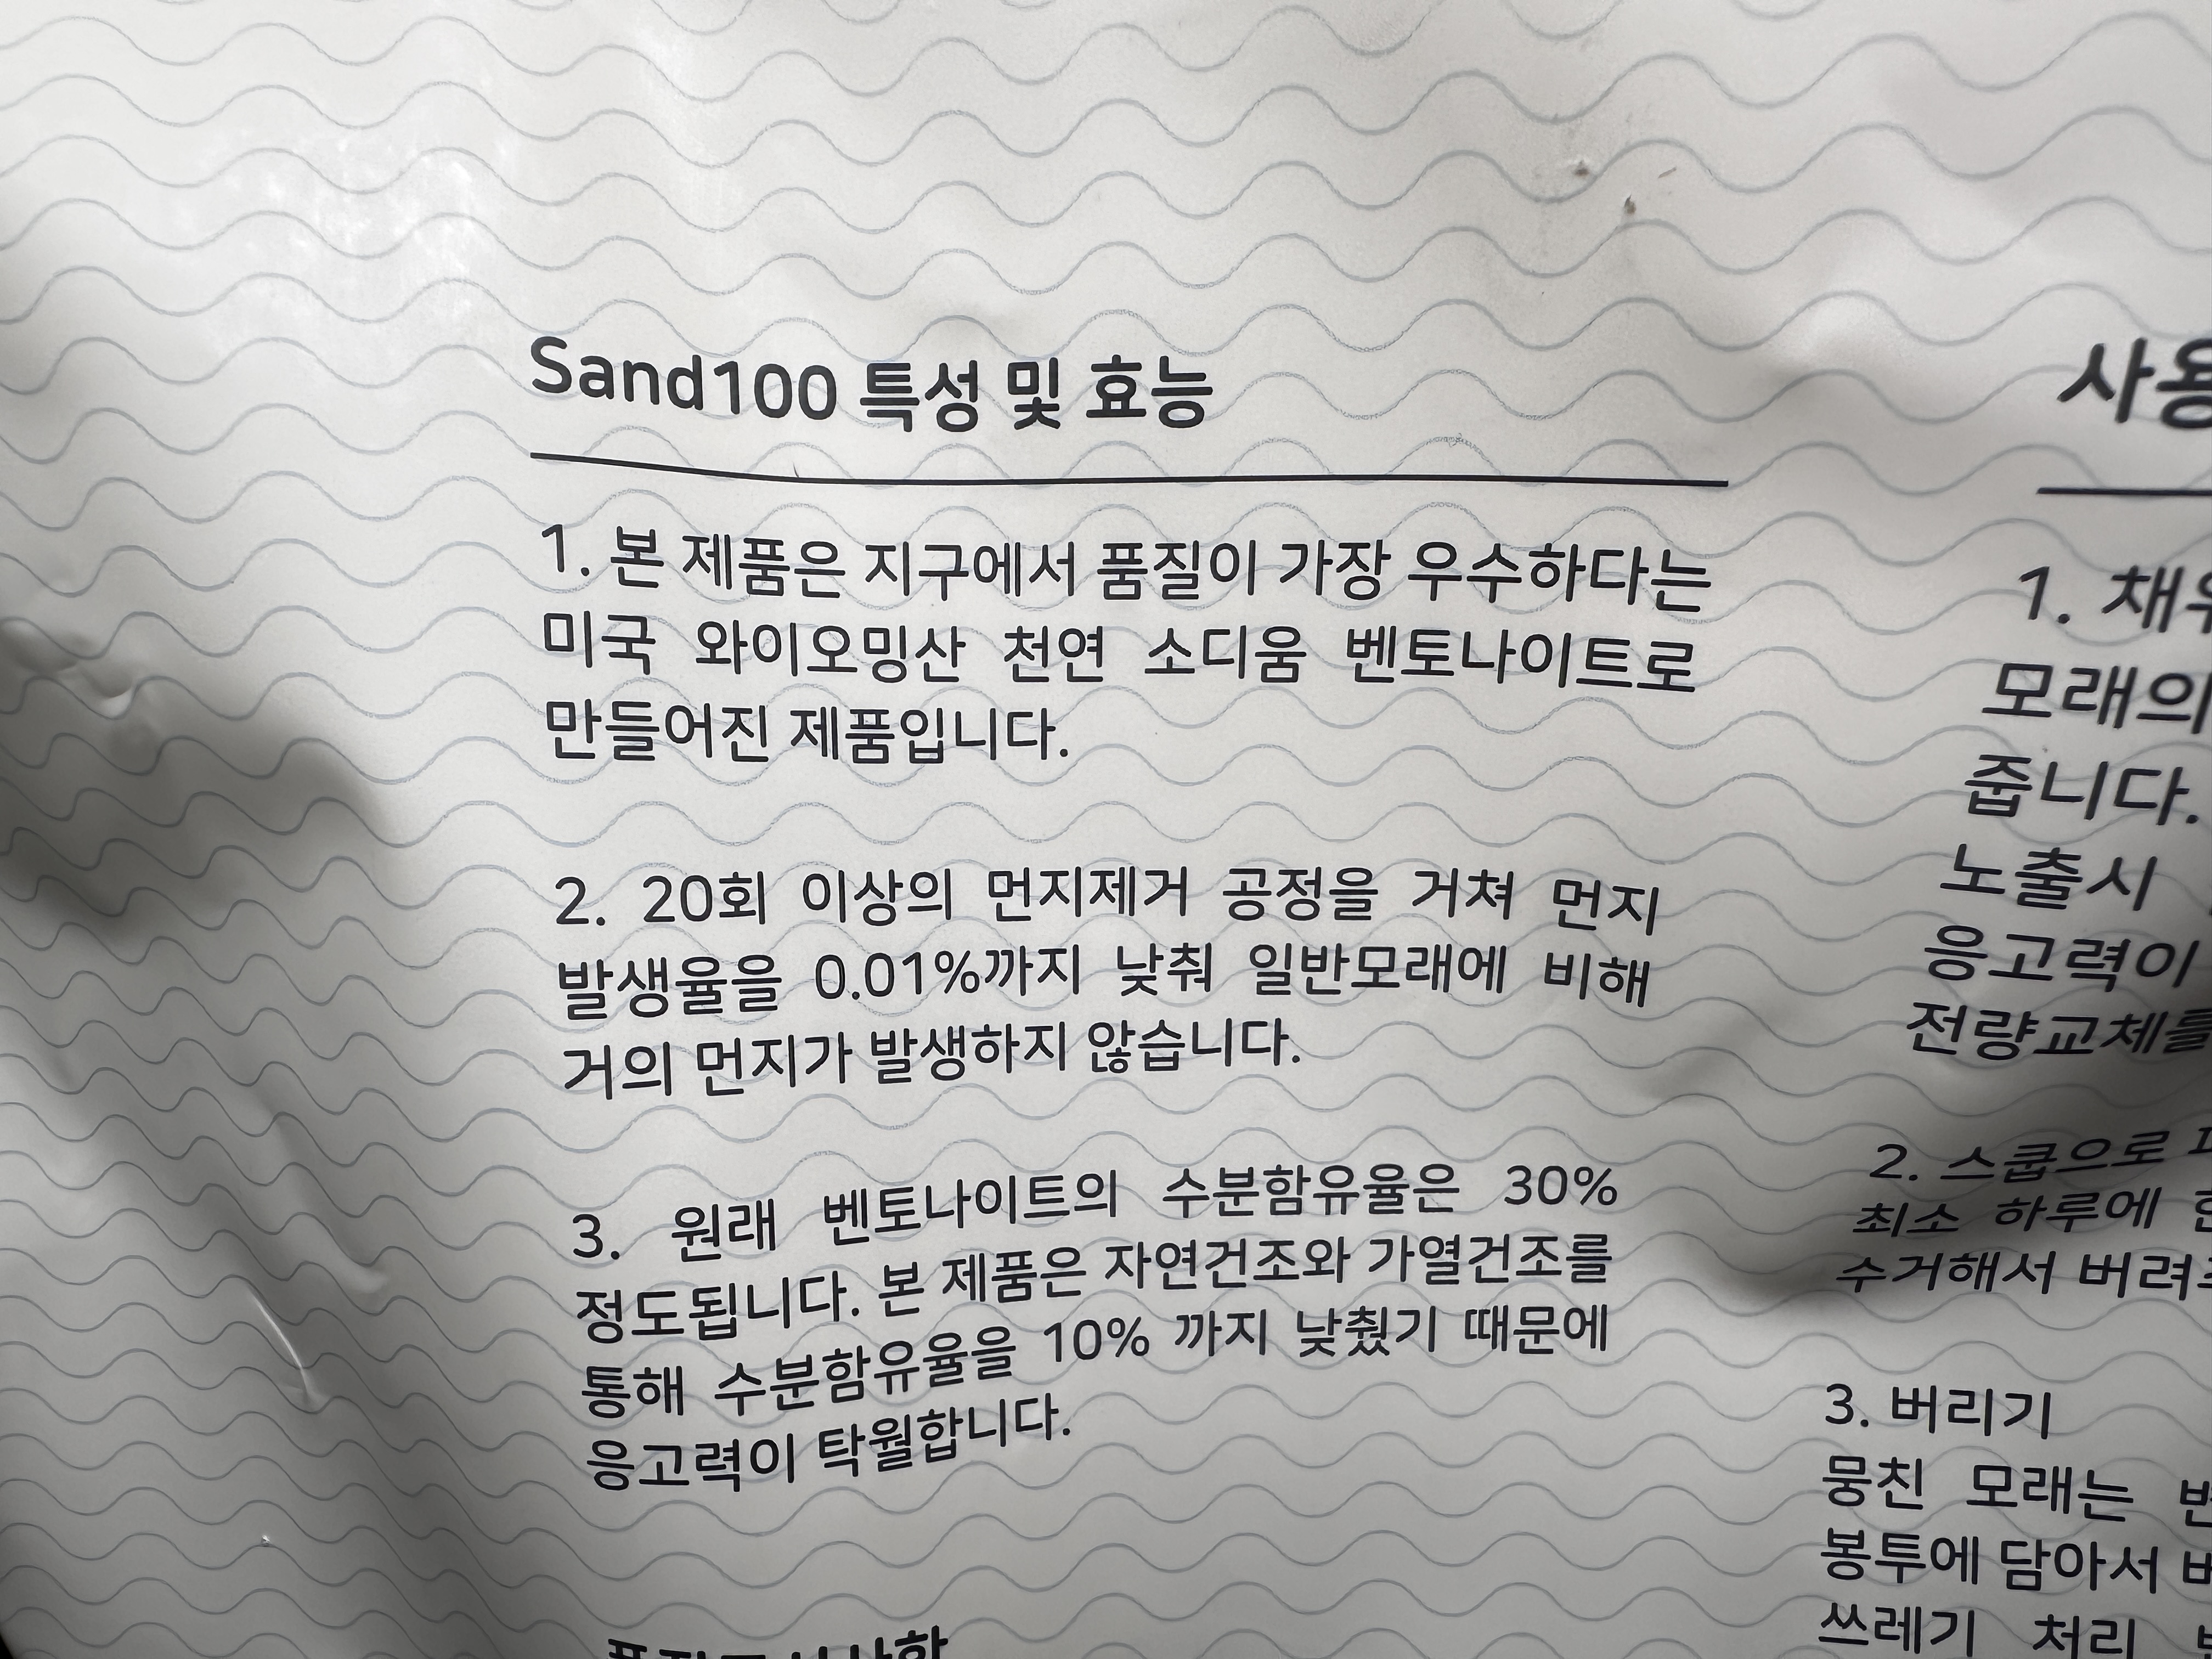 Sand100 특성 및 효능
1. 본 제품은 지구에서 품질이 가장 우수하다는
미국 와이오밍산 천연 소디움 벤토나이트로
만들어진 제품입니다.
2. 20회 이상의 먼지제거 공정을 거쳐 먼지
발생율을 0.01%까지 낮춰 일반모래에 비해
거의 먼지가 발생하지 않습니다.
3. 원래 벤토나이트의 수분함유율은 30%
정도됩니다. 본 제품은 자연건조와 가열건조를
통해 수분함유율을 10% 까지 낮췄기 때문에
응고력이 탁월합니다.
1.
모래의
줍니다.
노출시
응고력이
전량교체를
2. 스쿱으로
최소 하루에
수거해서
3. 버리기
뭉친 모래는
봉투에 담아서
쓰레기 처리